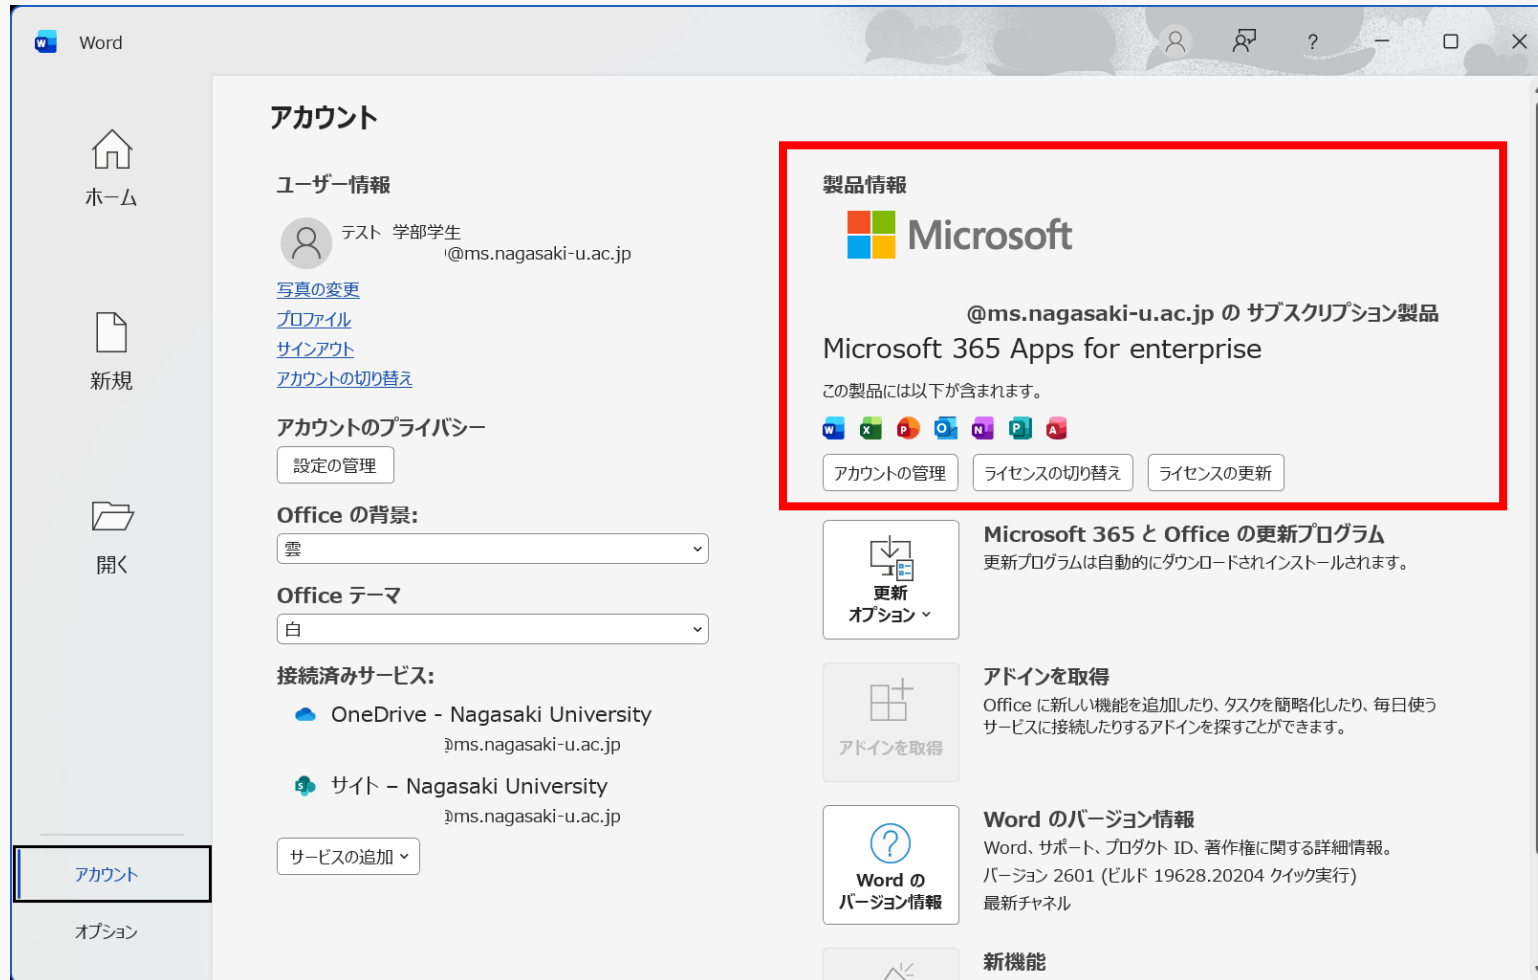 Word
ホーム
新規
開く
アカウント
オプション
アカウント
ユーザー情報
テスト 学部学生
@ms.nagasaki-u.ac.jp
写真の変更
プロファイル
サインアウト
アカウントの切り替え
アカウントのプライバシー
設定の管理
Office の背景:
雲
Office テーマ
白
接続済みサービス:
OneDrive - Nagasaki University
@ms.nagasaki-u.ac.jp
サイト – Nagasaki University
@ms.nagasaki-u.ac.jp
サービスの追加
製品情報
Microsoft
@ms.nagasaki-u.ac.jp の サブスクリプション製品
Microsoft 365 Apps for enterprise
この製品には以下が含まれます。
アカウントの管理
ライセンスの切り替え
ライセンスの更新
更新
オプション
Microsoft 365 と Office の更新プログラム
更新プログラムは自動的にダウンロードされインストールされます。
アドインを取得
アドインを取得
Office に新しい機能を追加したり、タスクを簡略化したり、毎日使う
サービスに接続したりするアドインを探すことができます。
Word の
バージョン情報
Word のバージョン情報
Word、サポート、プロダクト ID、著作権に関する詳細情報。
バージョン 2601 (ビルド 19628.20204 クイック実行)
最新チャネル
新機能